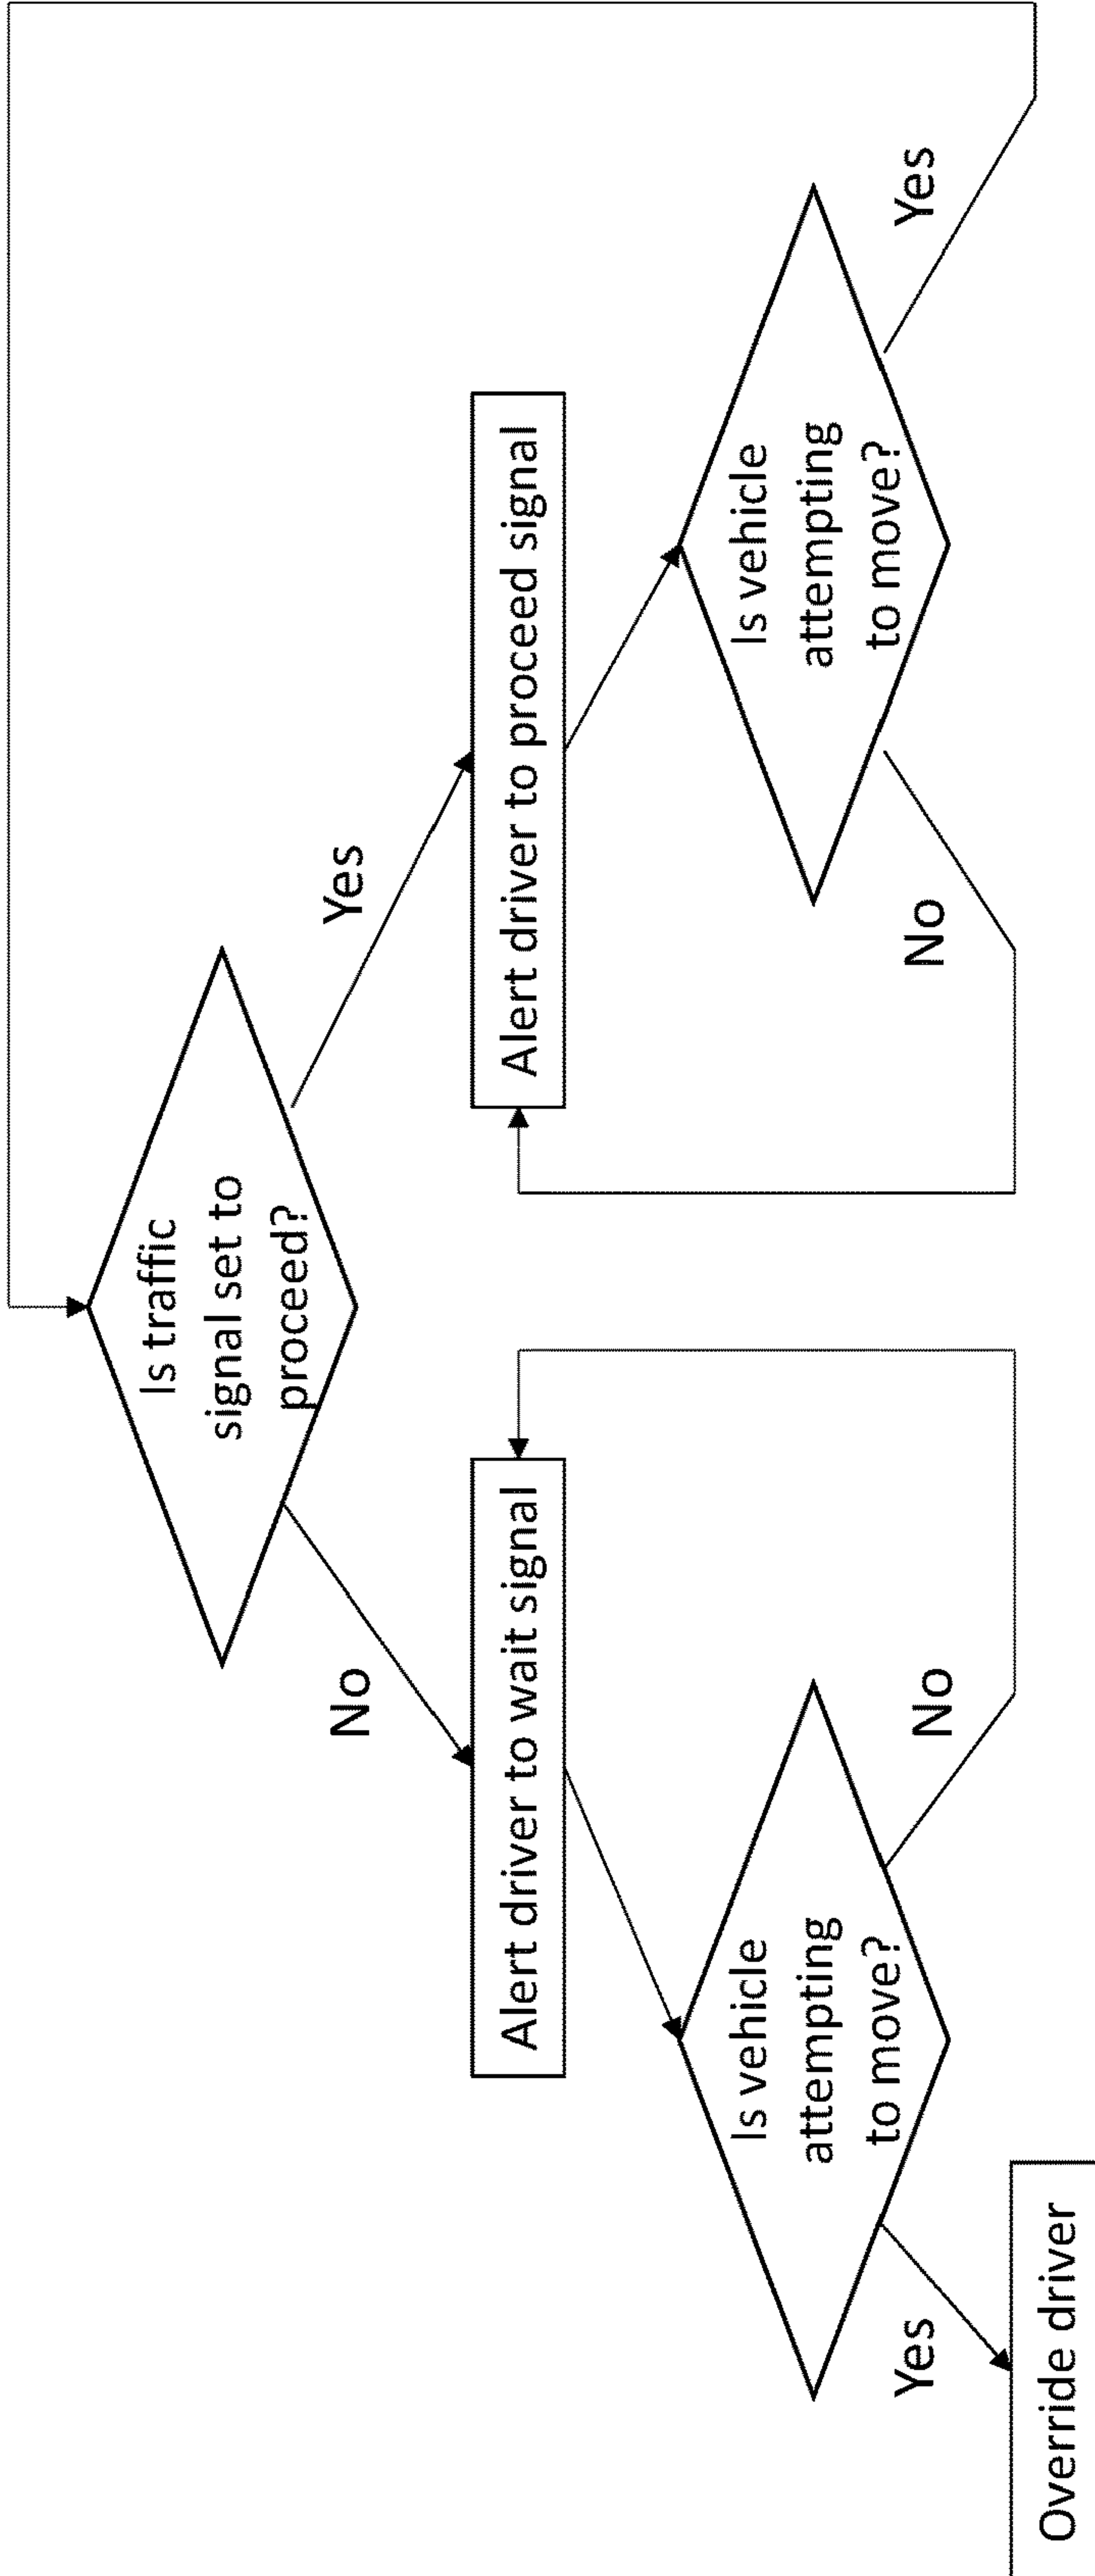 Is traffic
signal set to
proceed?
No
Yes
Alert driver to wait signal
Alert driver to proceed signal
Is vehicle
attempting
to move?
Is vehicle
attempting
to move?
Yes
No
No
Yes
Override driver